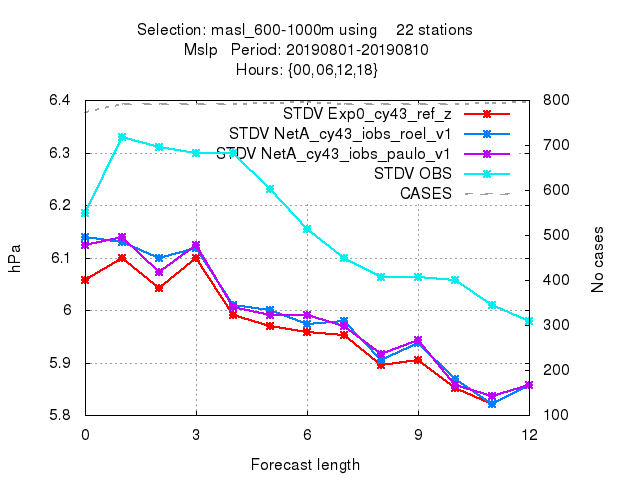 Selection: masl_600-1000m using    22 stations
Mslp   Period: 20190801-20190810
Hours: {00,06,12,18}
6.4
6.3
6.2
6.1
6
5.9
5.8
hPa
STDV Exp0_cy43_ref_z
STDV NetA_cy43_iobs_roel_v1
STDV NetA_cy43_iobs_paulo_v1
STDV OBS
CASES
800
700
600
500
400
300
200
100
No cases
0 3 6 9 12
Forecast length